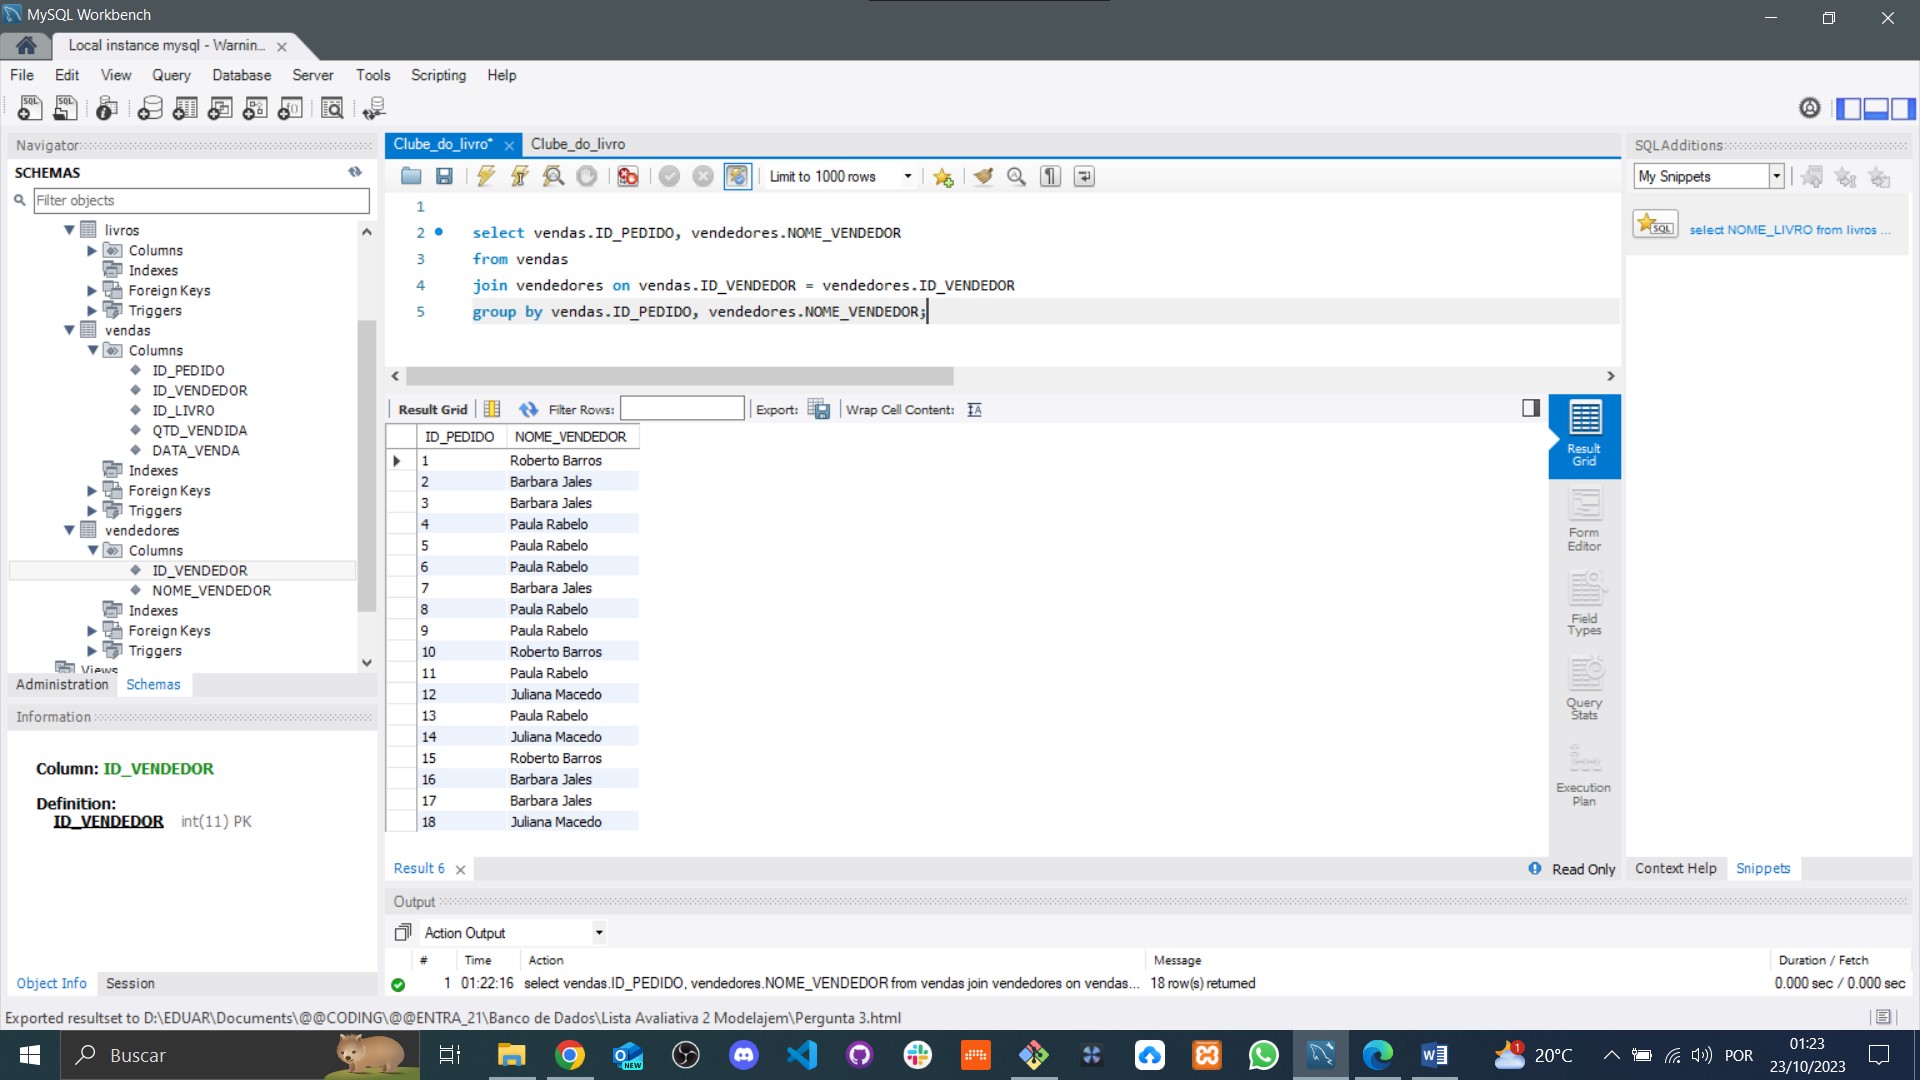 MySQL Workbench
Local instance mysql - Warnin...
File Edit View Query Database Server Tools Scripting Help
Navigator
SCHEMAS
Filter objects
livros
Columns
Indexes
Foreign Keys
Triggers
vendas
Columns
ID_PEDIDO
ID_VENDEDOR
ID_LIVRO
QTD_VENDIDA
DATA_VENDA
Indexes
Foreign Keys
Triggers
vendedores
Columns
ID_VENDEDOR
NOME_VENDEDOR
Indexes
Foreign Keys
Triggers
Views
Administration Schemas
Information
Column: ID_VENDEDOR
Definition:
ID_VENDEDOR int(11) PK
Object Info Session
Clube_do_livro* Clube_do_livro
Limit to 1000 rows
1
2 select vendas.ID_PEDIDO, vendedores.NOME_VENDEDOR
3 from vendas
4 join vendedores on vendas.ID_VENDEDOR = vendedores.ID_VENDEDOR
5 group by vendas.ID_PEDIDO, vendedores.NOME_VENDEDOR;
Result Grid Filter Rows: Export: Wrap Cell Content:
ID_PEDIDO NOME_VENDEDOR
1 Roberto Barros
2 Barbara Jales
3 Barbara Jales
4 Paula Rabelo
5 Paula Rabelo
6 Paula Rabelo
7 Barbara Jales
8 Paula Rabelo
9 Paula Rabelo
10 Roberto Barros
11 Paula Rabelo
12 Juliana Macedo
13 Paula Rabelo
14 Juliana Macedo
15 Roberto Barros
16 Barbara Jales
17 Barbara Jales
18 Juliana Macedo
Result Grid
Form Editor
Field Types
Query Stats
Execution Plan
Result 6 Read Only
SQLAdditions
My Snippets
SQL select NOME_LIVRO from livros ...
Context Help Snippets
Output
Action Output
# Time Action Message Duration / Fetch
1 01:22:16 select vendas.ID_PEDIDO, vendedores.NOME_VENDEDOR from vendas join vendedores on vendas... 18 row(s) returned 0.000 sec / 0.000 sec
Exported resultset to D:\EDUAR\Documents\@@CODING\@@ENTRA_21\Banco de Dados\Lista Avaliativa 2 Modelajem\Pergunta 3.html
Buscar
NEW
1 20°C
POR
01:23
23/10/2023